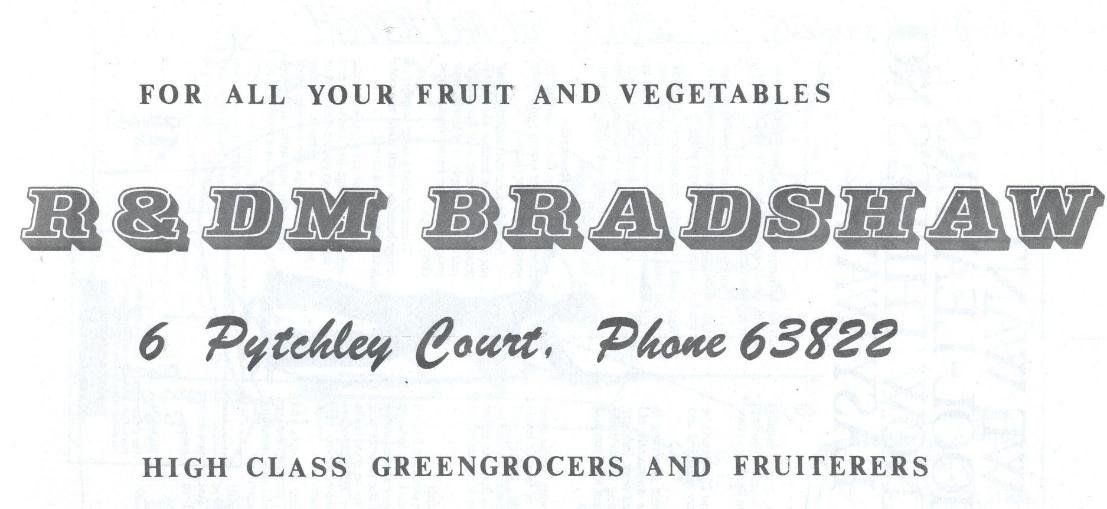 FOR ALL YOUR FRUIT AND VEGETABLES
R & DM BRADSHAW
6 Pytchley Court, Phone 63822
HIGH CLASS GREENGROCERS AND FRUITERERS